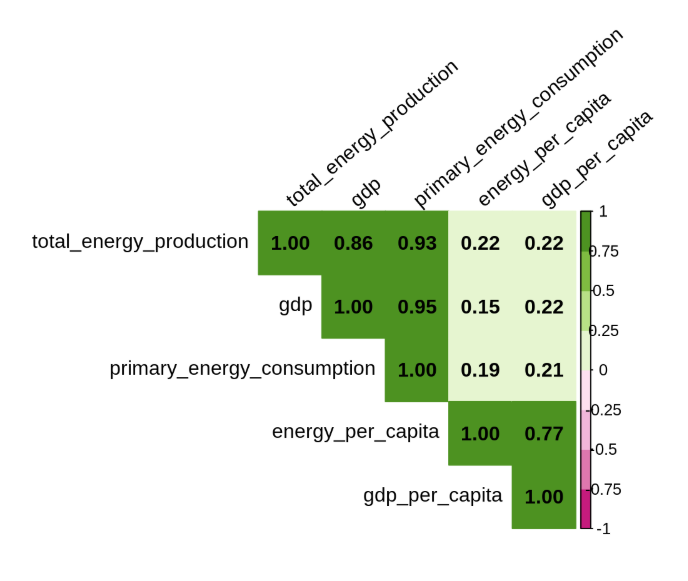 total_energy_production
gdp
primary_energy_consumption
energy_per_capita
gdp_per_capita
total_energy_production 1.00 0.86 0.93 0.22 0.22
gdp 1.00 0.95 0.15 0.22
primary_energy_consumption 1.00 0.19 0.21
energy_per_capita 1.00 0.77
gdp_per_capita 1.00
1
0.75
0.5
0.25
0
-0.25
-0.5
-0.75
-1